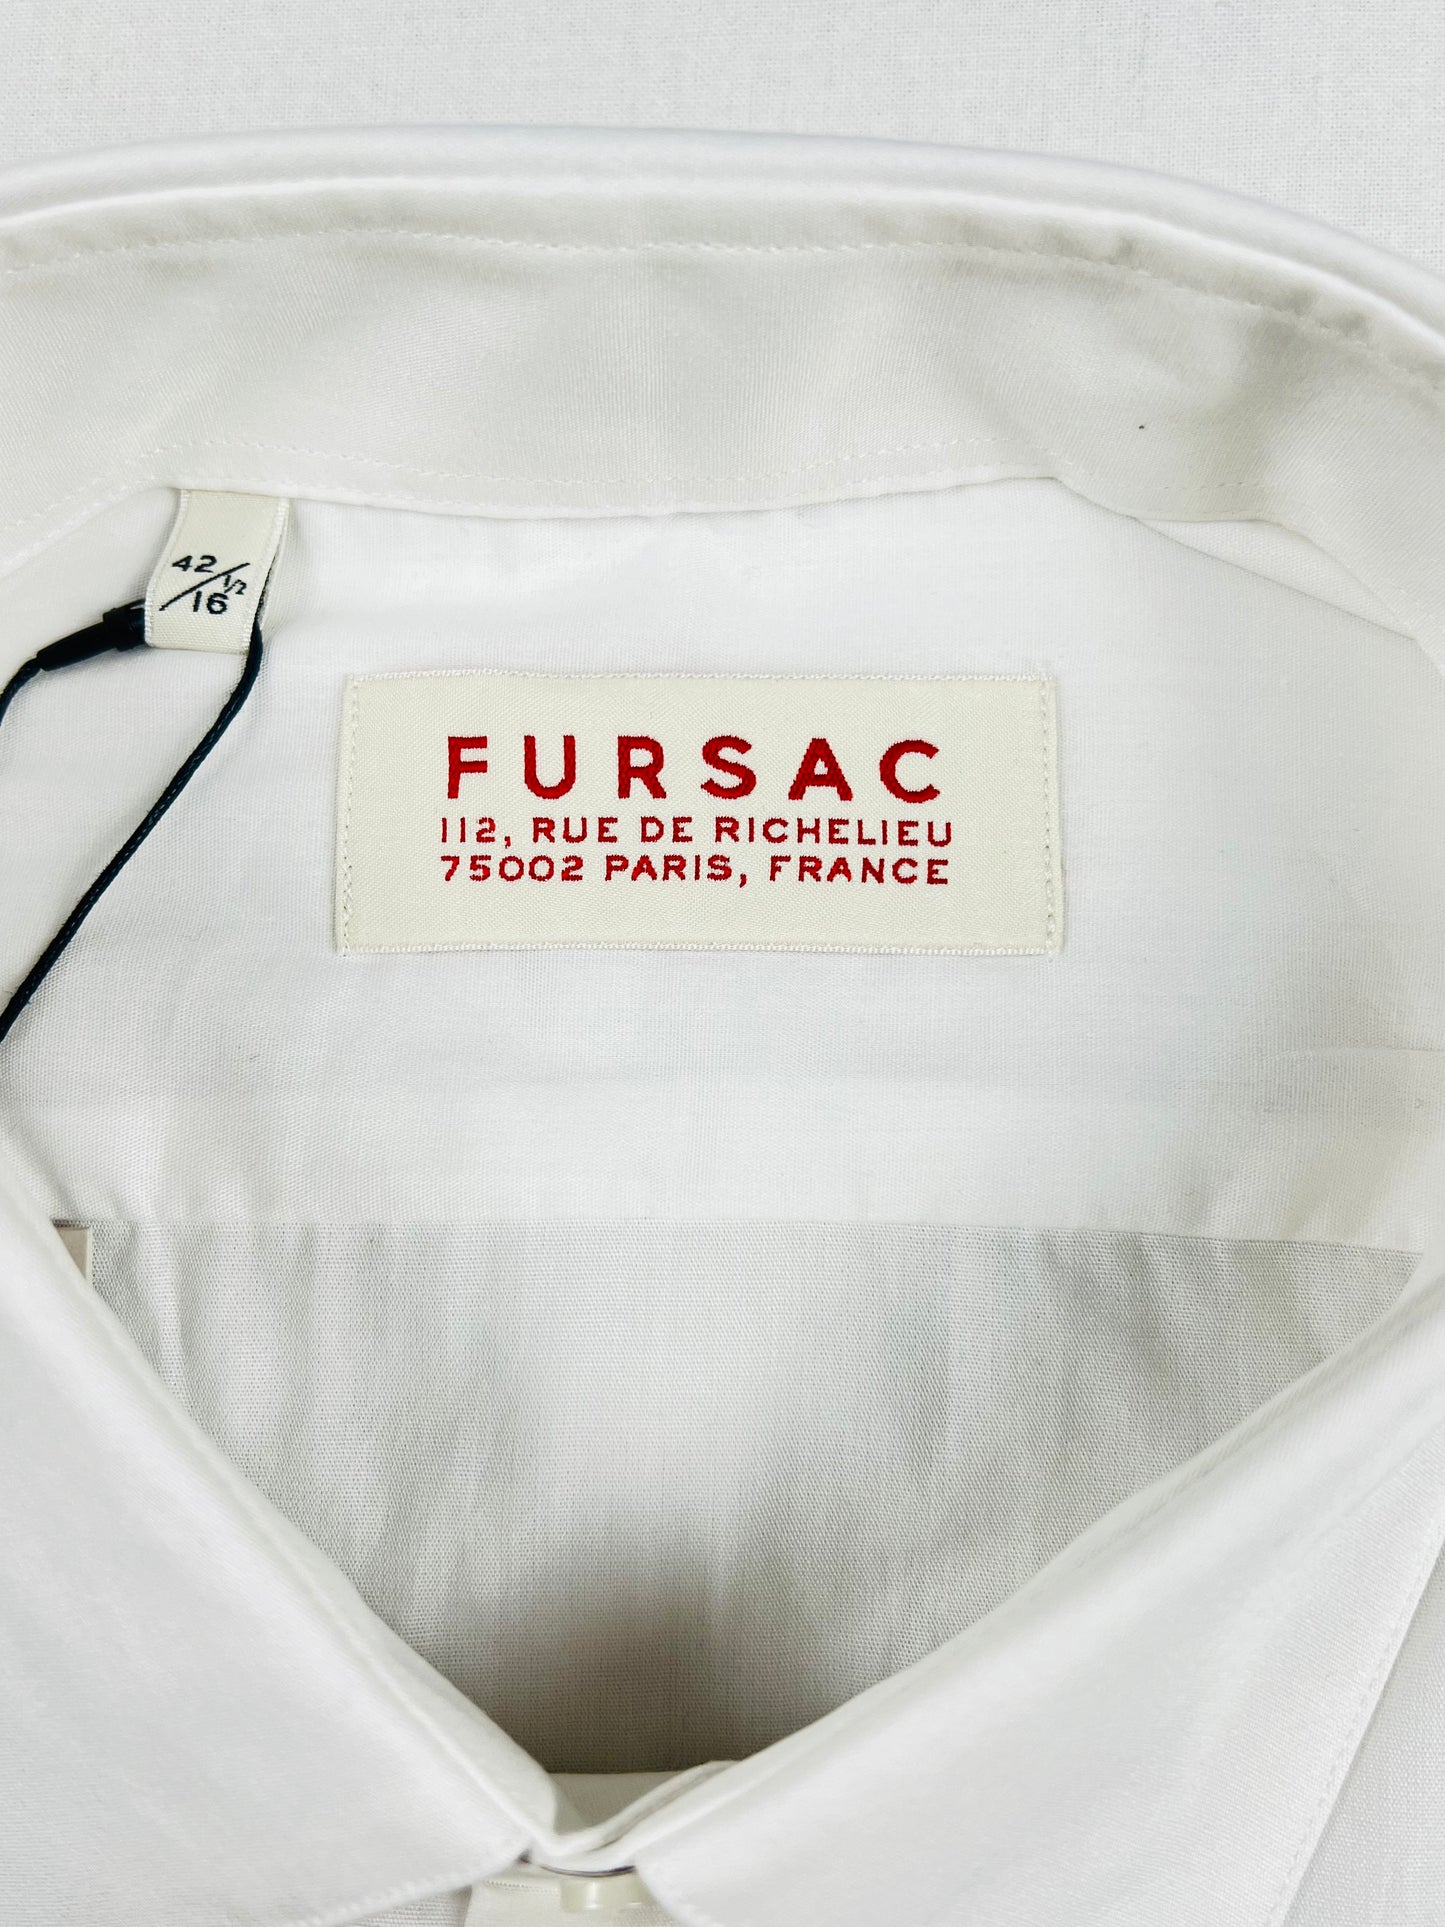 42/16 1/2
FURSAC
112, RUE DE RICHELIEU
75002 PARIS, FRANCE